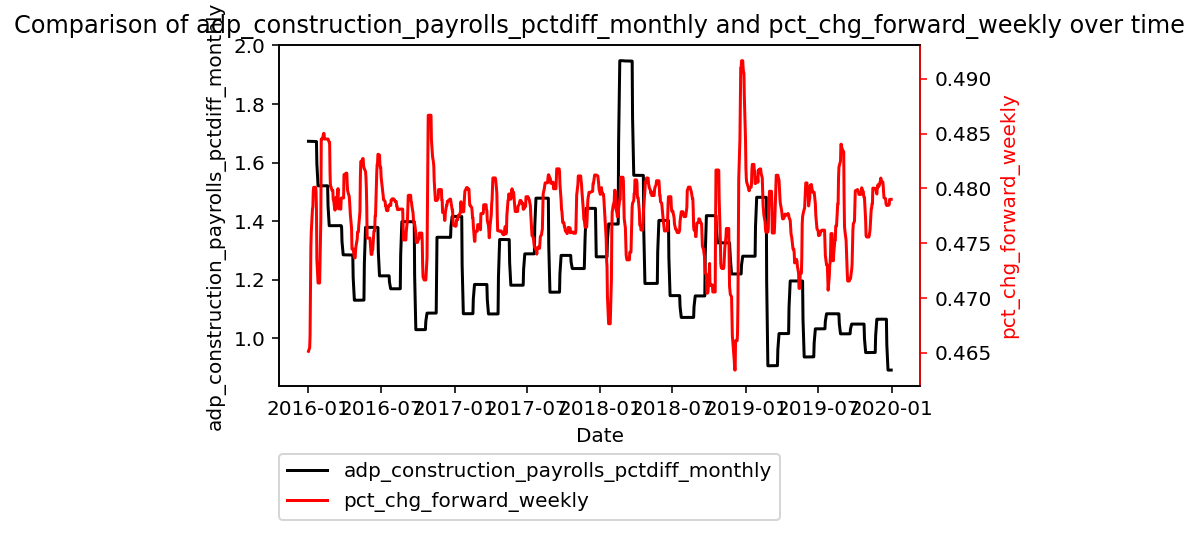 Comparison of adp_construction_payrolls_pctdiff_monthly and pct_chg_forward_weekly over time
adp_construction_payrolls_pctdiff_monthly
2.0
1.8
1.6
1.4
1.2
1.0
0.490
0.485
0.480
0.475
0.470
0.465
pct_chg_forward_weekly
2016-01 2016-07 2017-01 2017-07 2018-01 2018-07 2019-01 2019-07 2020-01
Date
adp_construction_payrolls_pctdiff_monthly
pct_chg_forward_weekly